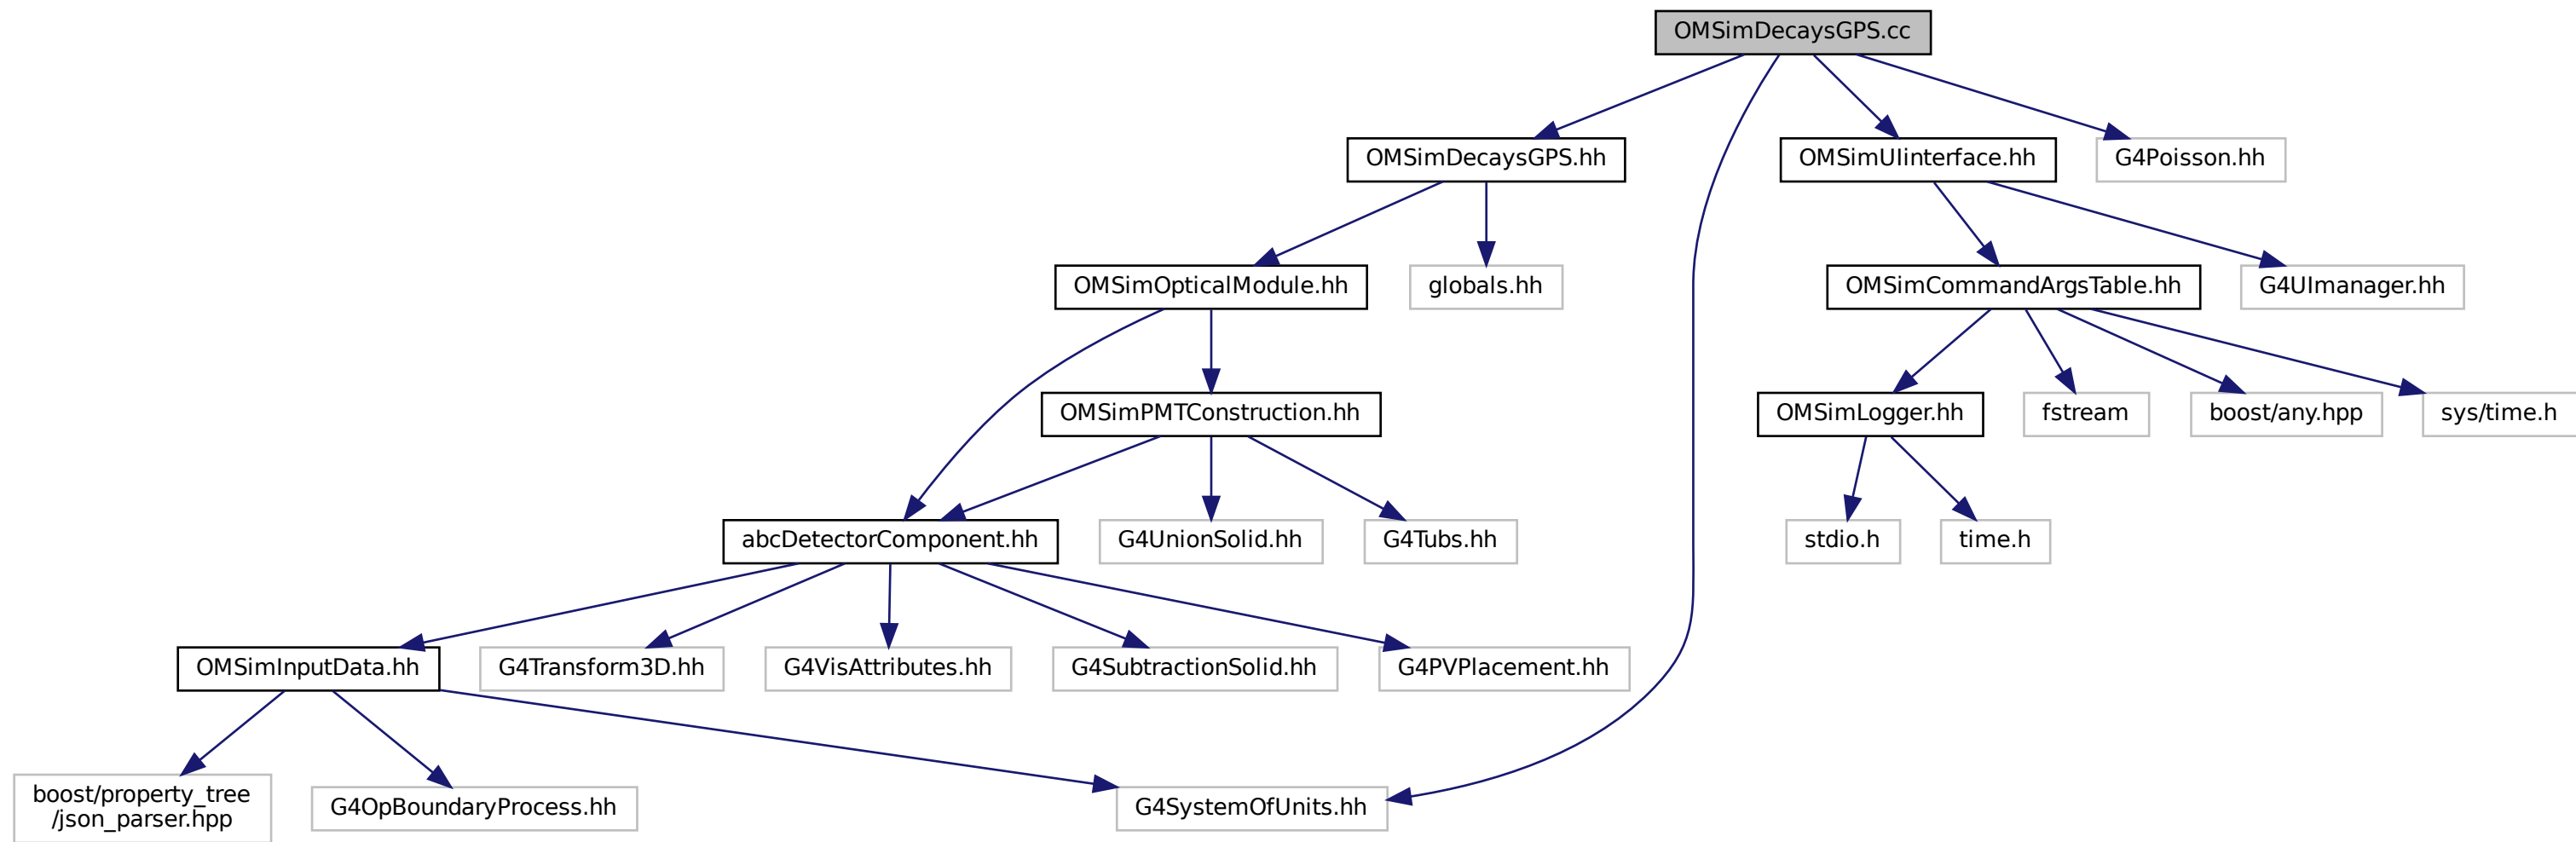 OMSimDecaysGPS.cc
OMSimDecaysGPS.hh
OMSimUIinterface.hh
G4Poisson.hh
OMSimOpticalModule.hh
globals.hh
OMSimCommandArgsTable.hh
G4UImanager.hh
OMSimPMTConstruction.hh
OMSimLogger.hh
fstream
boost/any.hpp
sys/time.h
abcDetectorComponent.hh
G4UnionSolid.hh
G4Tubs.hh
stdio.h
time.h
OMSimInputData.hh
G4Transform3D.hh
G4VisAttributes.hh
G4SubtractionSolid.hh
G4PVPlacement.hh
boost/property_tree
/json_parser.hpp
G4OpBoundaryProcess.hh
G4SystemOfUnits.hh